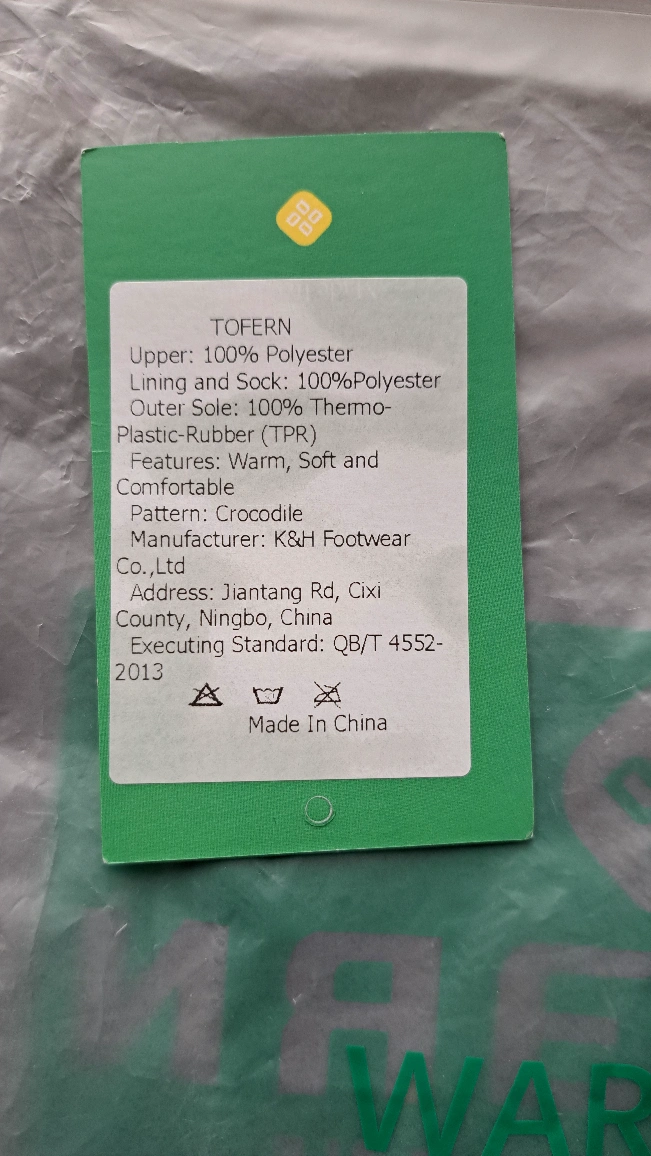 TOFERN
Upper: 100% Polyester
Lining and Sock: 100%Polyester
Outer Sole: 100% Thermo-
Plastic-Rubber (TPR)
Features: Warm, Soft and
Comfortable
Pattern: Crocodile
Manufacturer: K&H Footwear
Co.,Ltd
Address: Jiantang Rd, Cixi
County, Ningbo, China
Executing Standard: QB/T 4552-
2013
Made In China
WAR